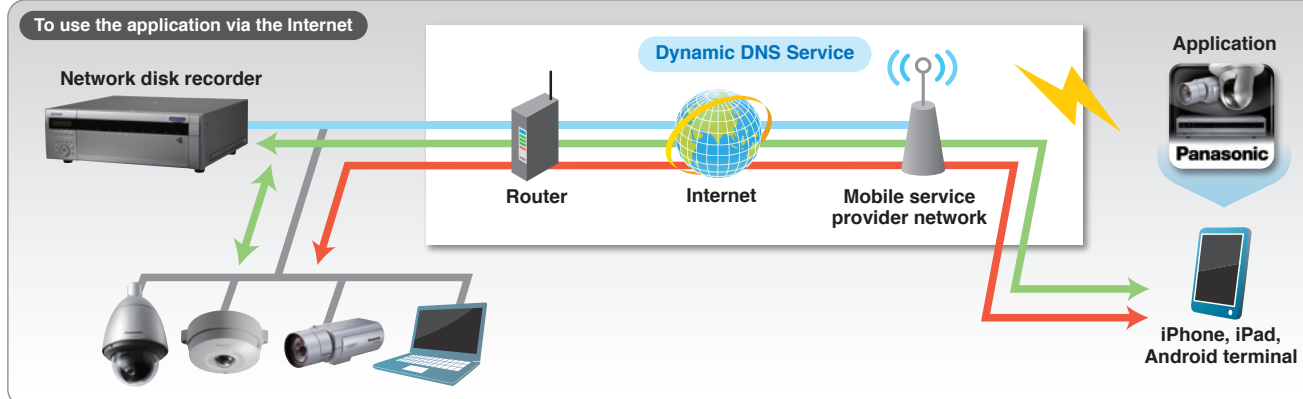 To use the application via the Internet
Network disk recorder
Dynamic DNS Service
Router
Internet
Mobile service
provider network
Application
Panasonic
iPhone, iPad,
Android terminal